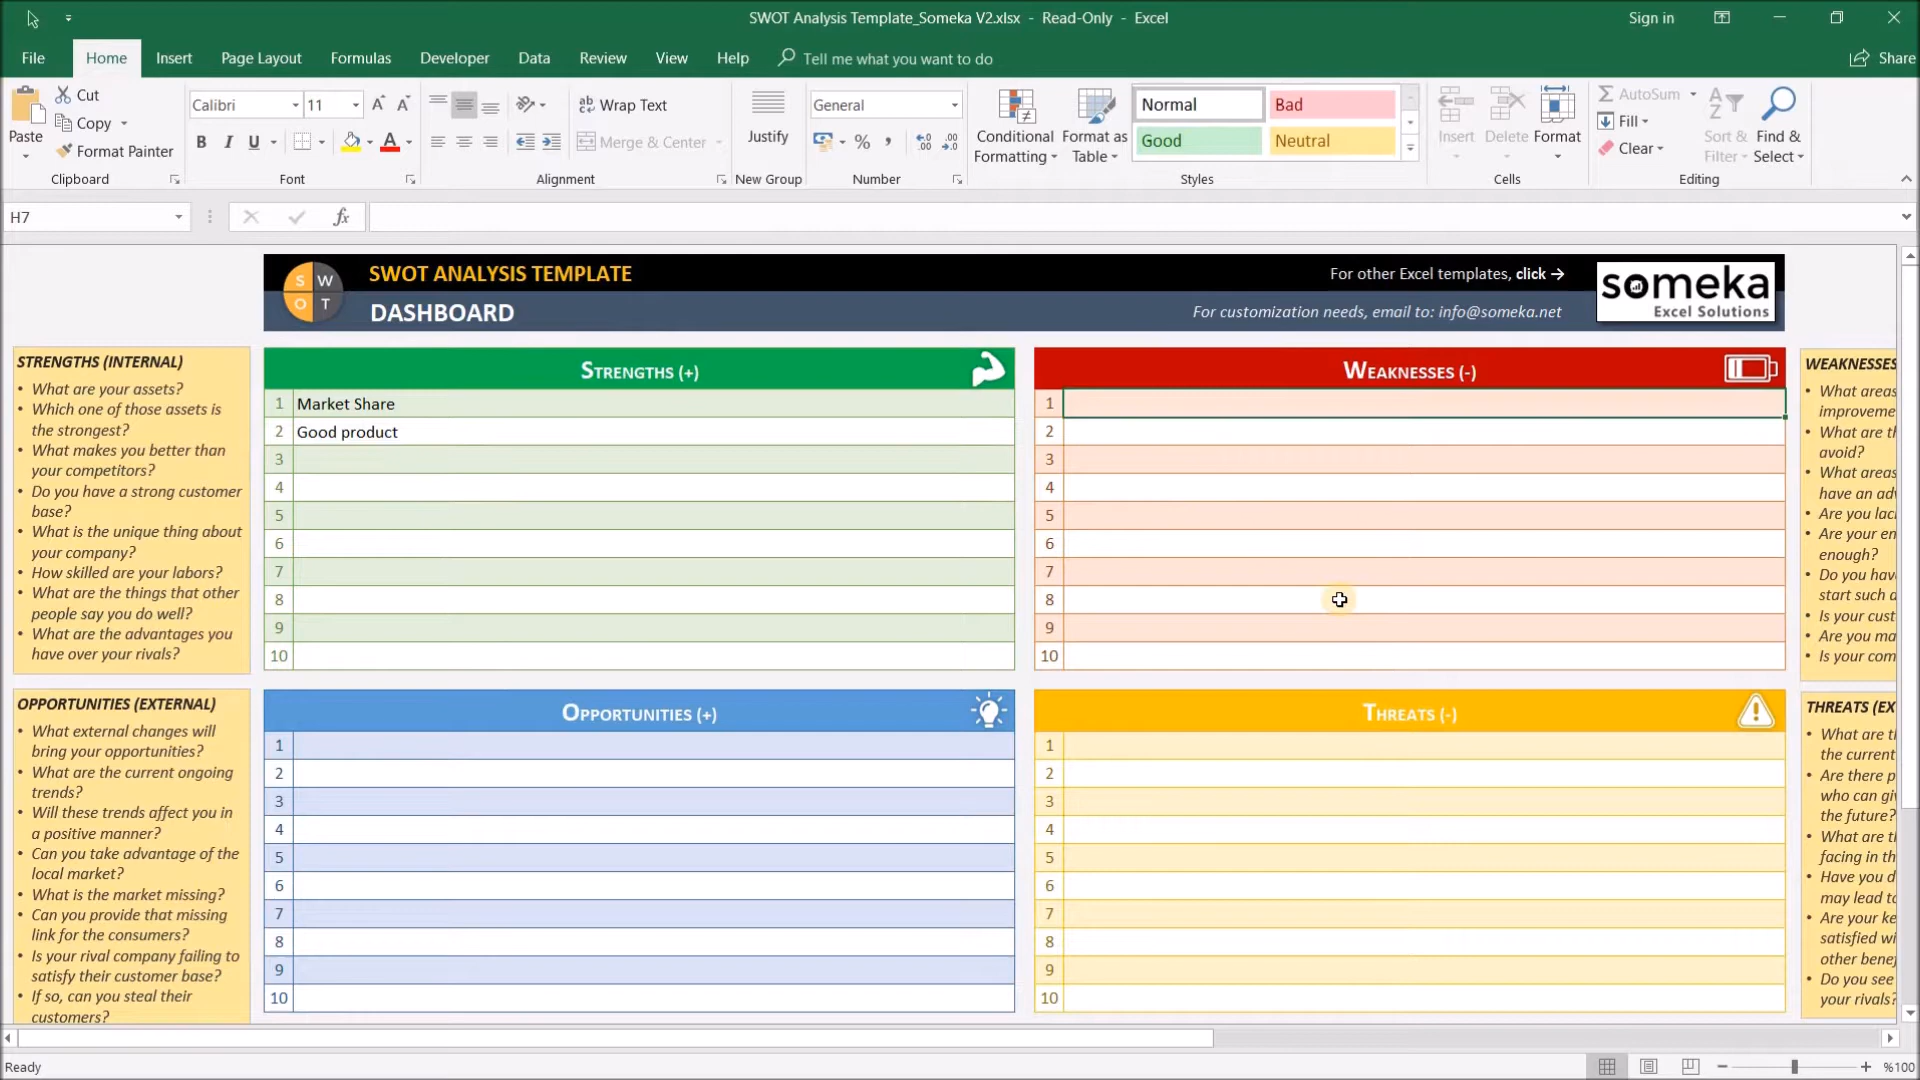 SWOT Analysis Template_Someka V2.xlsx - Read-Only - Excel
Sign in
File Home Insert Page Layout Formulas Developer Data Review View Help Tell me what you want to do Share
Paste
Cut
Copy
Format Painter
Clipboard
Calibri 11
A A
B I U A
Font
Wrap Text
Merge & Center
Alignment
Justify
New Group
General
% ,
Number
Conditional
Formatting
Format as
Table
Normal Bad
Good Neutral
Styles
Insert Delete Format
Cells
AutoSum
Fill
Clear
Sort &
Filter
Find &
Select
Editing
H7
fx
S W
O T
SWOT ANALYSIS TEMPLATE
DASHBOARD
For other Excel templates, click →
For customization needs, email to: info@someka.net
someka
Excel Solutions
STRENGTHS (INTERNAL)
• What are your assets?
• Which one of those assets is
the strongest?
• What makes you better than
your competitors?
• Do you have a strong customer
base?
• What is the unique thing about
your company?
• How skilled are your labors?
• What are the things that other
people say you do well?
• What are the advantages you
have over your rivals?
STRENGTHS (+)
1 Market Share
2 Good product
3
4
5
6
7
8
9
10
WEAKNESSES (-)
1
2
3
4
5
6
7
8
9
10
WEAKNESSES
• What areas
improveme
• What are th
avoid?
• What areas
have an adv
• Are you laci
• Are your em
enough?
• Do you have
start such a
• Is your cust
• Are you ma
• Is your com
OPPORTUNITIES (EXTERNAL)
• What external changes will
bring your opportunities?
• What are the current ongoing
trends?
• Will these trends affect you in
a positive manner?
• Can you take advantage of the
local market?
• What is the market missing?
• Can you provide that missing
link for the consumers?
• Is your rival company failing to
satisfy their customer base?
• If so, can you steal their
customers?
OPPORTUNITIES (+)
1
2
3
4
5
6
7
8
9
10
THREATS (-)
1
2
3
4
5
6
7
8
9
10
THREATS (EX
• What are th
the current
• Are there p
who can giv
the future?
• What are th
facing in th
• Have you d
may lead to
• Are your ke
satisfied wi
other benef
• Do you see
your rivals?
Ready
%100